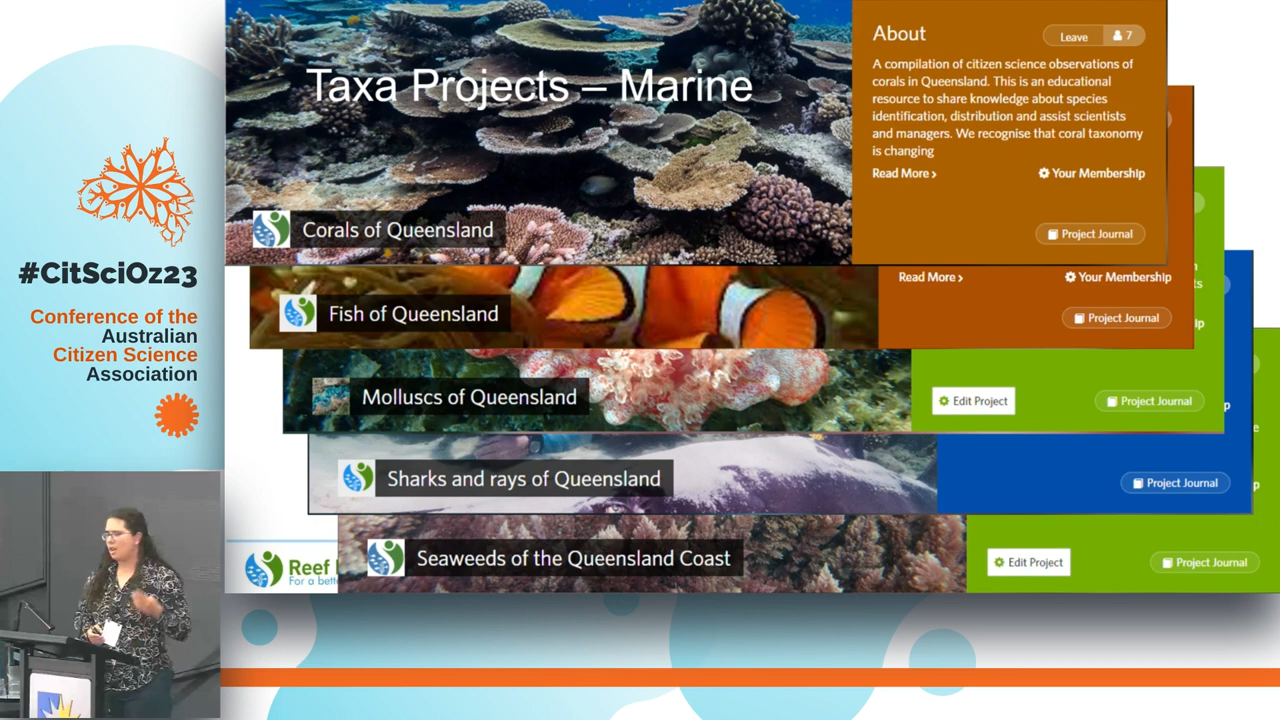 Taxa Projects – Marine
About
Leave
7
A compilation of citizen science observations of
corals in Queensland. This is an educational
resource to share knowledge about species
identification, distribution and assist scientists
and managers. We recognise that coral taxonomy
is changing
Read More ›
Your Membership
Project Journal
Corals of Queensland
Read More ›
Your Membership
Project Journal
Fish of Queensland
Edit Project
Project Journal
Molluscs of Queensland
Project Journal
Sharks and rays of Queensland
Edit Project
Project Journal
Seaweeds of the Queensland Coast
Reef
For a
#CitSciOz23
Conference of the
Australian
Citizen Science
Association